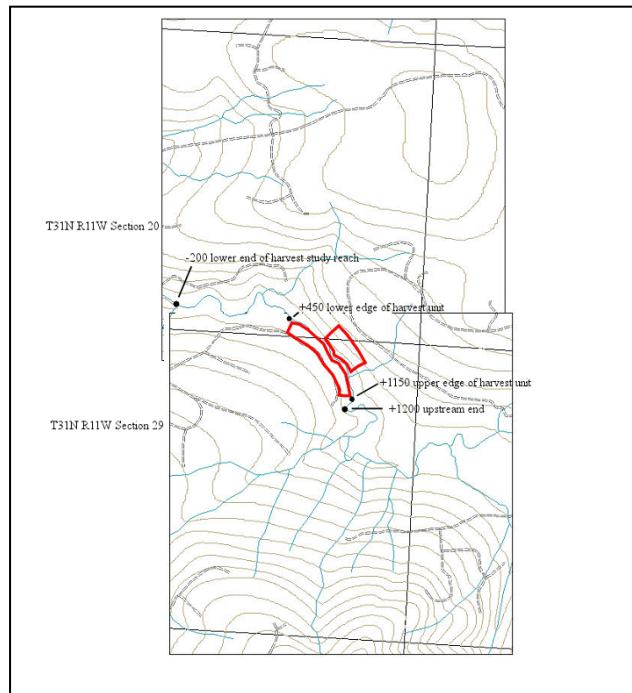 T31N R11W Section 20
-200 lower end of harvest study reach
+450 lower edge of harvest unit
+1150 upper edge of harvest unit
+1200 upstream end
T31N R11W Section 29